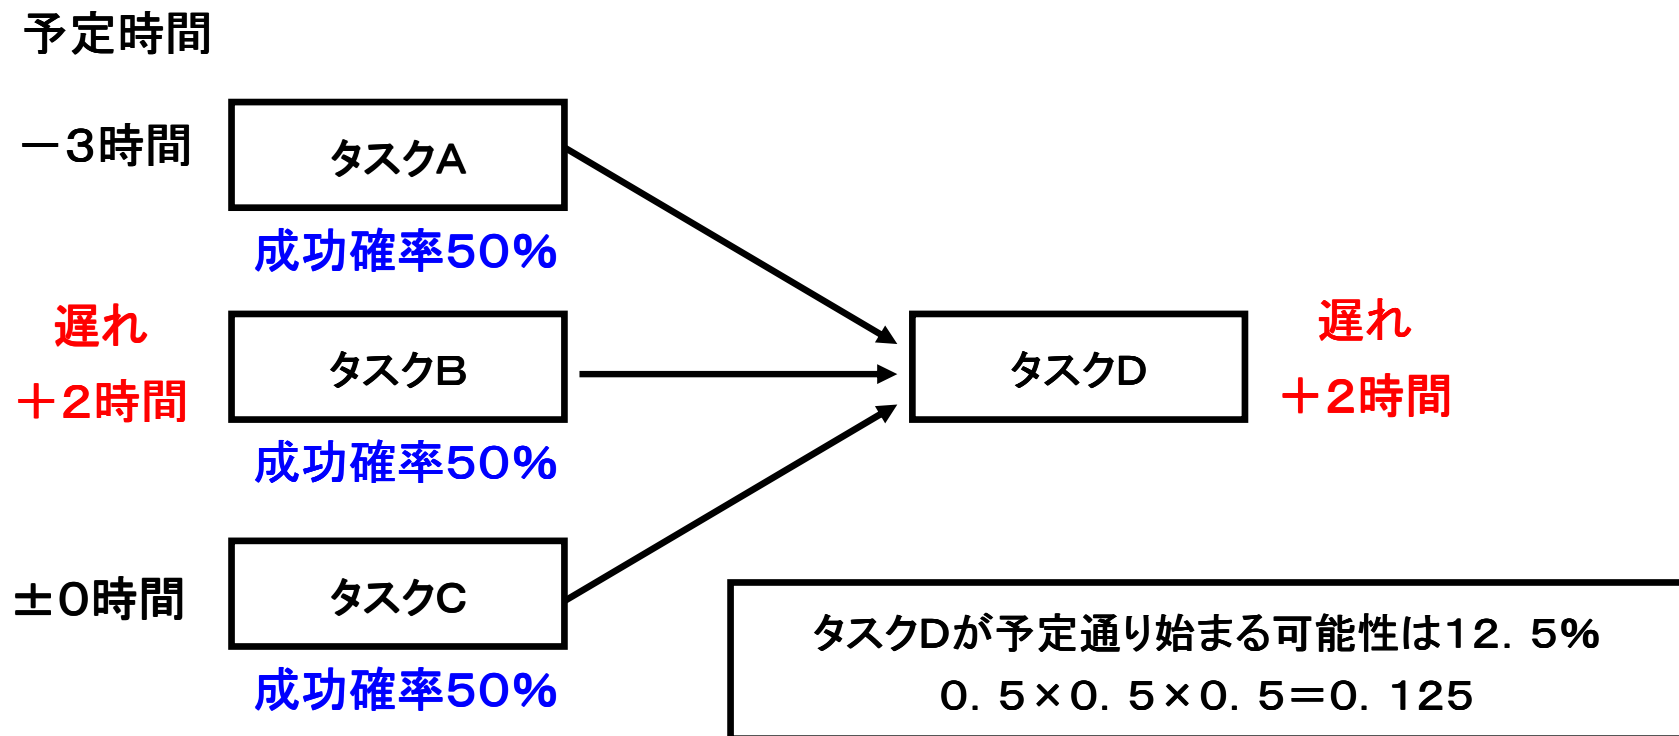 予定時間
－3時間
タスクA
成功確率50%
遅れ
＋2時間
タスクB
成功確率50%
タスクD
遅れ
＋2時間
±0時間
タスクC
成功確率50%
タスクDが予定通り始まる可能性は12．5%
0．5×0．5×0．5＝0．125